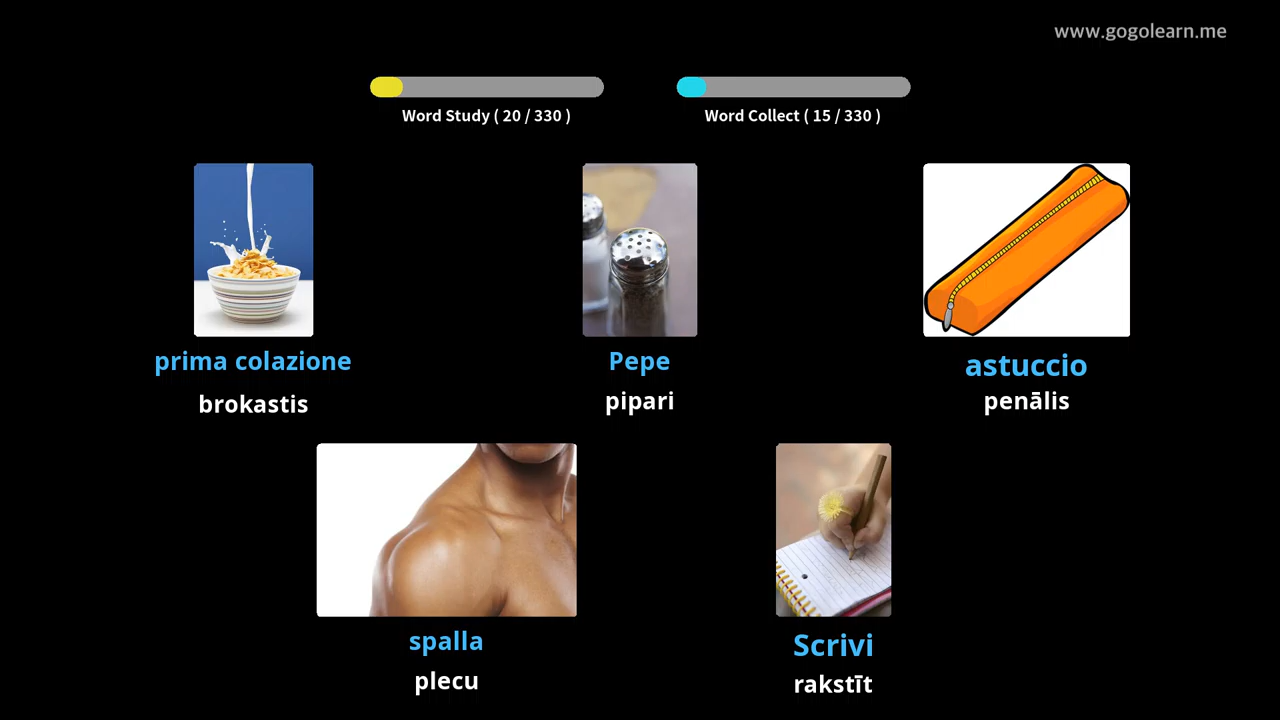 www.gogolearn.me
Word Study ( 20 / 330 )
Word Collect ( 15 / 330 )
prima colazione
brokastis
Pepe
pipari
astuccio
penālis
spalla
plecu
Scrivi
rakstīt